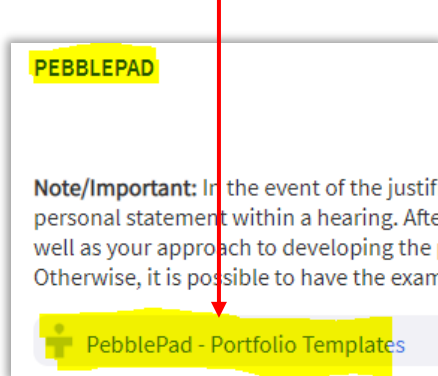 PEBBLEPAD
Note/Important: In the event of the justif
personal statement within a hearing. Afte
well as your approach to developing the
Otherwise, it is possible to have the exam
PebblePad - Portfolio Templates